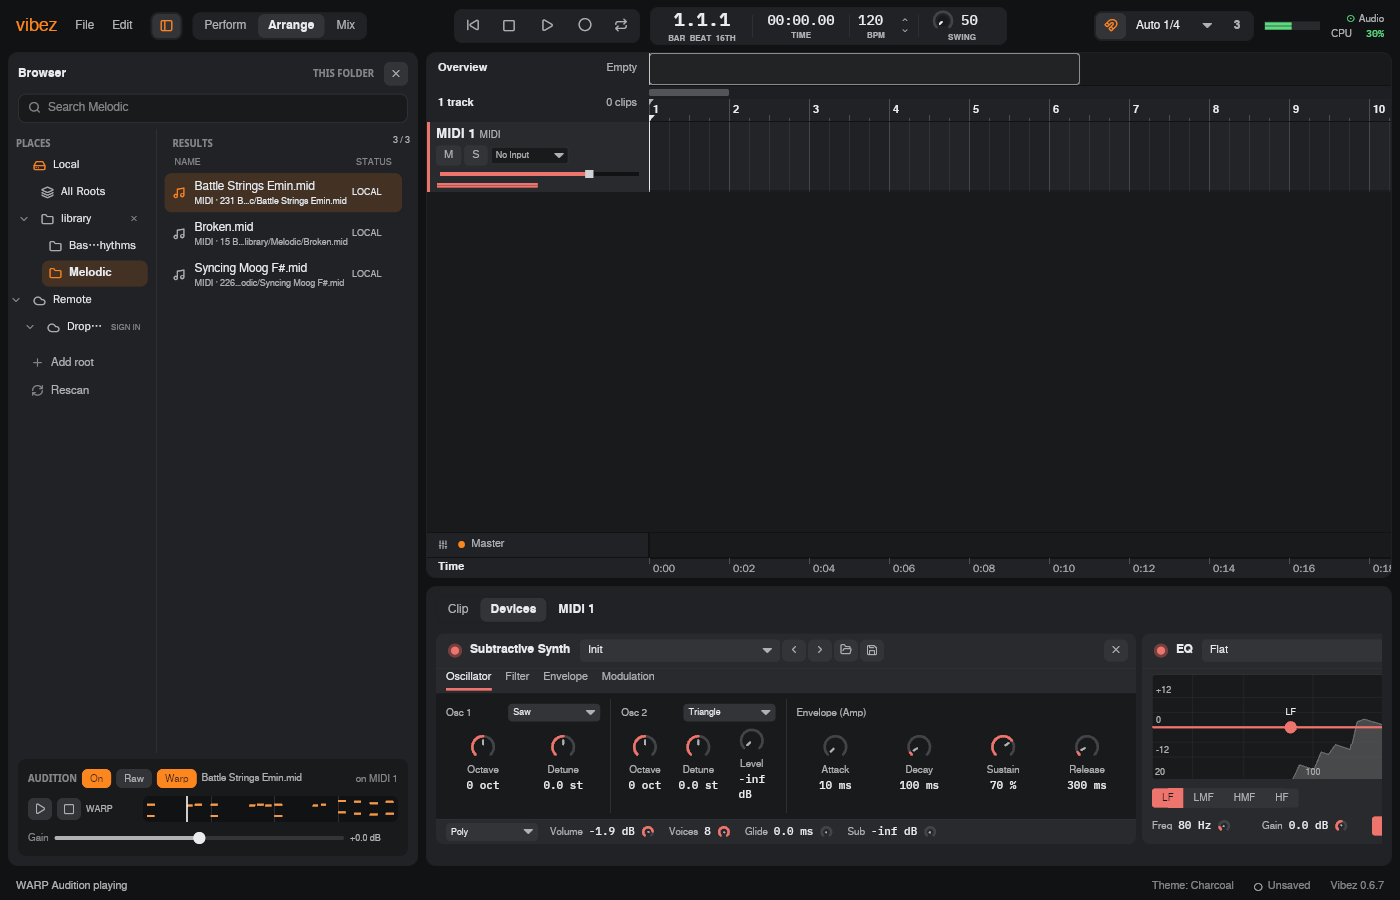 vibez File Edit Perform Arrange Mix
1.1.1 00:00.00 120 50
BAR BEAT 16TH TIME BPM SWING
Auto 1/4 3
Audio
CPU 30%
Browser THIS FOLDER
Search Melodic
PLACES
Local
All Roots
library
Bas···hythms
Melodic
Remote
Drop··· SIGN IN
Add root
Rescan
RESULTS 3 / 3
NAME STATUS
Battle Strings Emin.mid LOCAL
MIDI · 231 B...c/Battle Strings Emin.mid
Broken.mid LOCAL
MIDI · 15 B...library/Melodic/Broken.mid
Syncing Moog F#.mid LOCAL
MIDI · 226...odic/Syncing Moog F#.mid
AUDITION On Raw Warp Battle Strings Emin.mid on MIDI 1
WARP
Gain +0.0 dB
Overview Empty
1 track 0 clips
1 2 3 4 5 6 7 8 9 10
MIDI 1 MIDI
M S No Input
Master
Time 0:00 0:02 0:04 0:06 0:08 0:10 0:12 0:14 0:16 0:18
Clip Devices MIDI 1
Subtractive Synth Init
Oscillator Filter Envelope Modulation
Osc 1 Saw Osc 2 Triangle Envelope (Amp)
Octave Detune Octave Detune Level Attack Decay Sustain Release
0 oct 0.0 st 0 oct 0.0 st -inf dB 10 ms 100 ms 70 % 300 ms
Poly Volume -1.9 dB Voices 8 Glide 0.0 ms Sub -inf dB
EQ Flat
+12
LF
0
-12
20 100
LF LMF HMF HF
Freq 80 Hz Gain 0.0 dB
WARP Audition playing Theme: Charcoal Unsaved Vibez 0.6.7